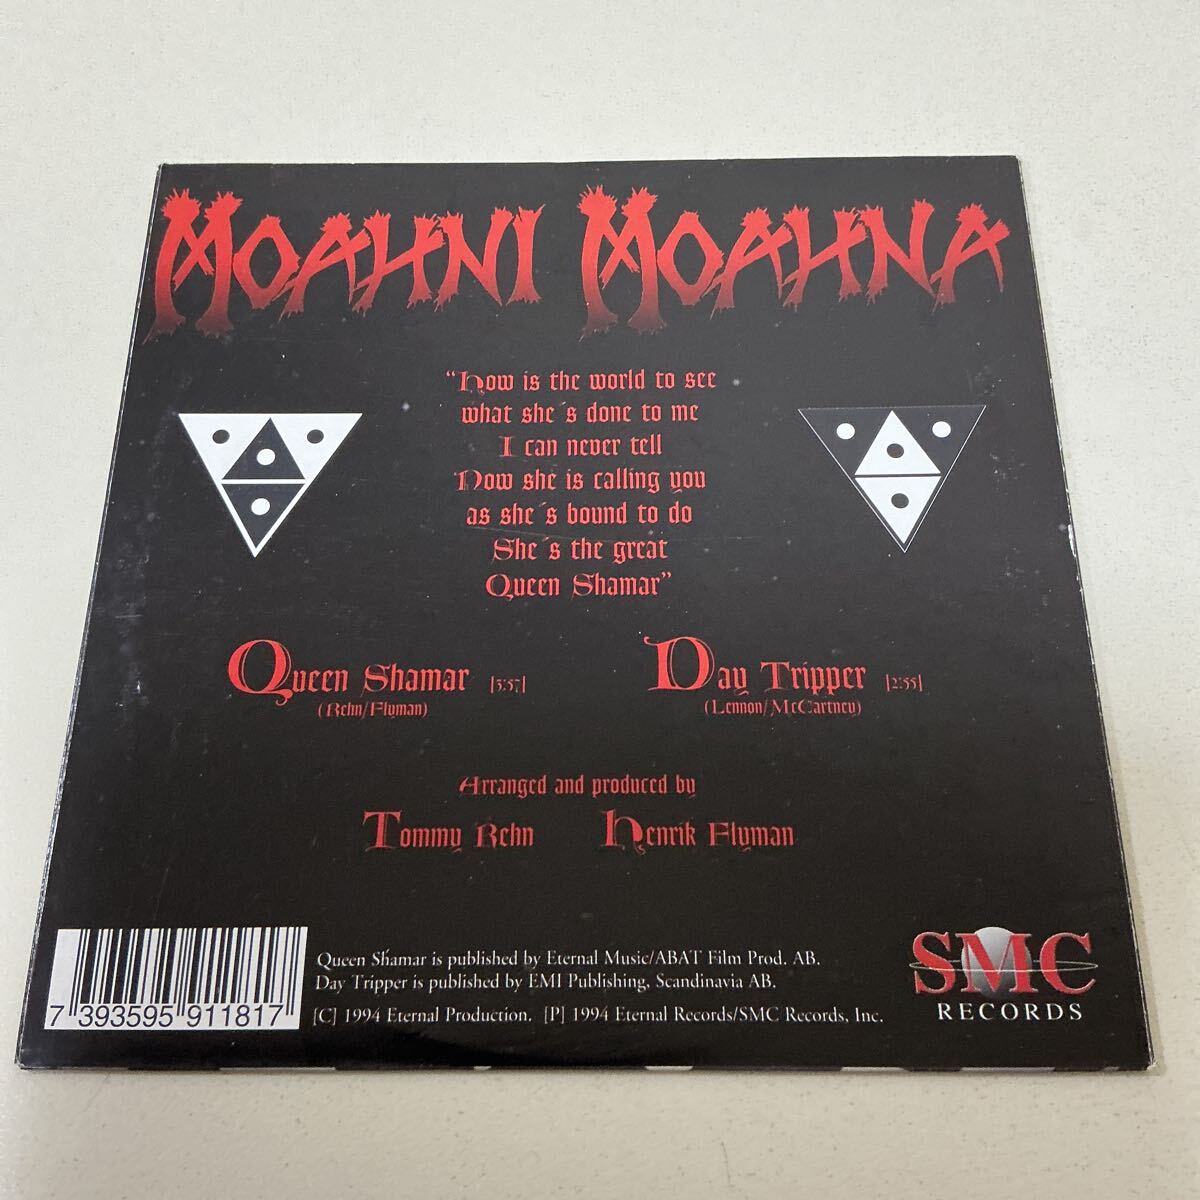 MOAHNI MOAHNA
"How is the world to see
what she´s done to me
I can never tell
Now she is calling you
as she´s bound to do
She´s the great
Queen Shamar"
Queen Shamar [3:57]
(Rehn/Flyman)
Day Tripper [2:55]
(Lennon/McCartney)
Arranged and produced by
Tommy Rehn Henrik Flyman
7 393595 911817
Queen Shamar is published by Eternal Music/ABAT Film Prod. AB.
Day Tripper is published by EMI Publishing, Scandinavia AB.
[C] 1994 Eternal Production. [P] 1994 Eternal Records/SMC Records, Inc.
SMC
RECORDS